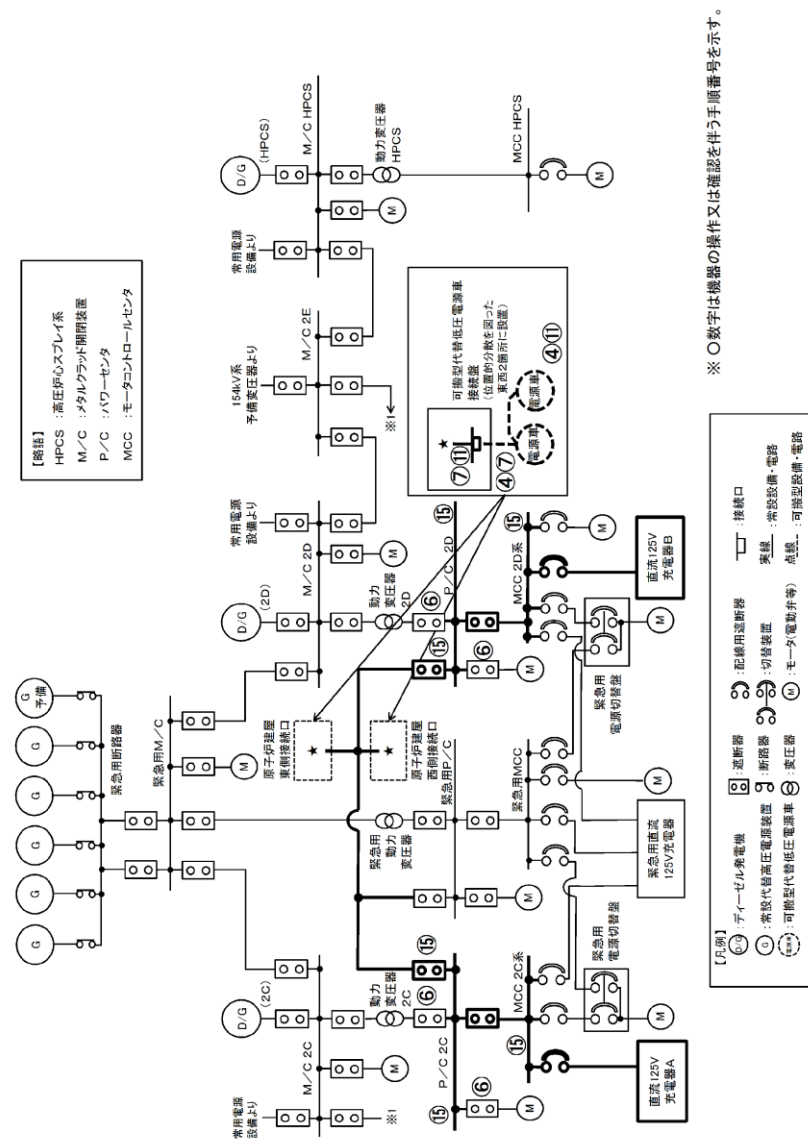 【略語】
HPCS :高圧炉心スプレイ系
M/C :メタルクラッド開閉装置
P/C :パワーセンタ
MCC :モータコントロールセンタ
G
G
G
G
G
G
予備
緊急用断路器
緊急用M/C
M
常用電源
設備より
D/G
(2C)
M/C 2C
※1
M
動力
変圧器
2C
⑥
⑮
P/C 2C
⑮
⑥
M
MCC 2C系
⑮
直流125V
充電器A
M
緊急用
電源切替盤
緊急用
動力
変圧器
緊急用P/C
M
緊急用MCC
M
緊急用直流
125V充電器
原子炉建屋
東側接続口
★
原子炉建屋
西側接続口
★
D/G
(2D)
常用電源
設備より
M/C 2D
M
動力
変圧器
2D
⑥
⑮
P/C 2D
⑮
⑥
M
MCC 2D系
⑮
M
直流125V
充電器B
緊急用
電源切替盤
M
154kV系
予備変圧器より
M/C 2E
※1
常用電源
設備より
D/G
(HPCS)
M/C HPCS
M
動力変圧器
HPCS
MCC HPCS
M
可搬型代替低圧電源車
接続盤
(位置的分散を図った
東西2箇所に設置)
★
⑦⑪
④⑦
電源車
電源車
④⑪
【凡例】
D/G :ディーゼル発電機
G :常設代替高圧電源装置
電源車 :可搬型代替低圧電源車
:遮断器
:断路器
:変圧器
:配線用遮断器
:切替装置
M :モータ(電動弁等)
:接続口
実線 :常設設備・電路
点線 :可搬型設備・電路
※ ○数字は機器の操作又は確認を伴う手順番号を示す。